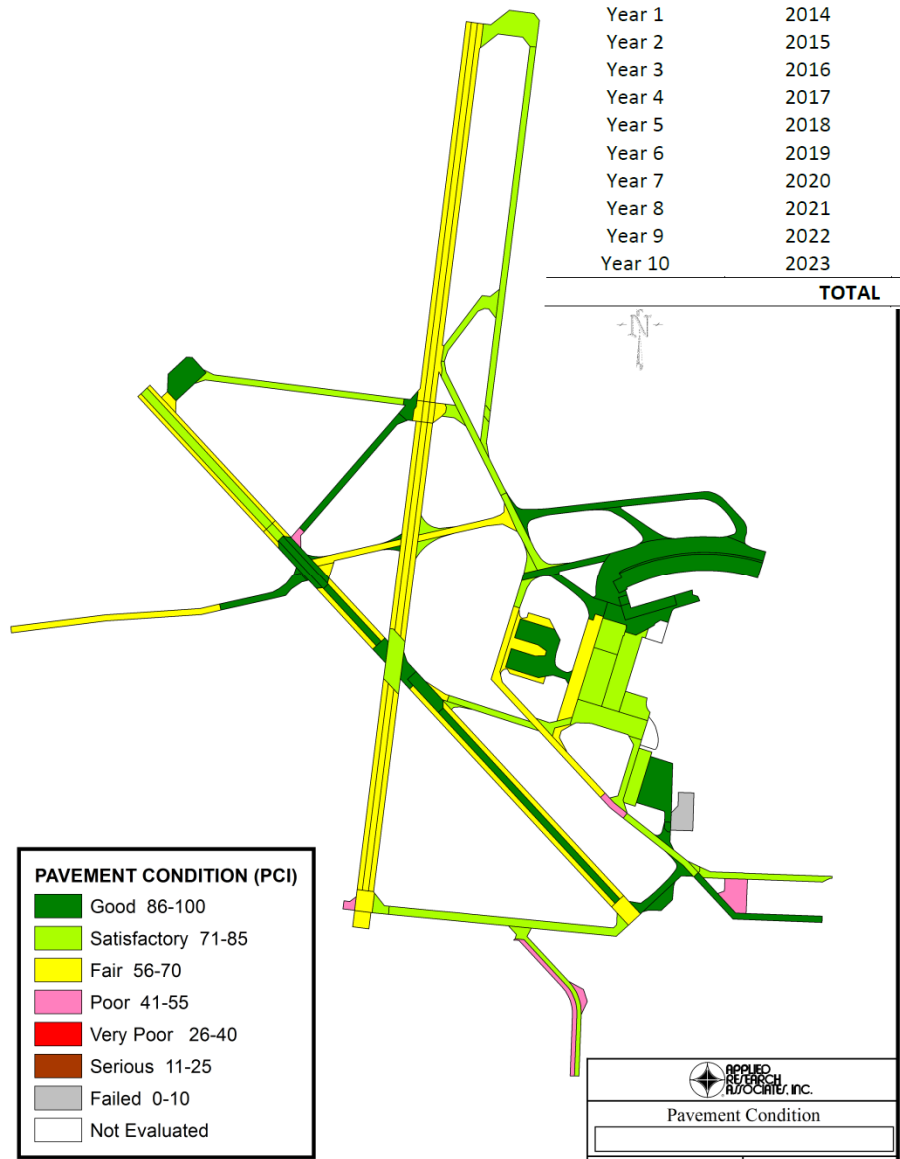 Year 1 2014
Year 2 2015
Year 3 2016
Year 4 2017
Year 5 2018
Year 6 2019
Year 7 2020
Year 8 2021
Year 9 2022
Year 10 2023
TOTAL
N
PAVEMENT CONDITION (PCI)
Good 86-100
Satisfactory 71-85
Fair 56-70
Poor 41-55
Very Poor 26-40
Serious 11-25
Failed 0-10
Not Evaluated
APPLIED
RESEARCH
ASSOCIATES, INC.
Pavement Condition